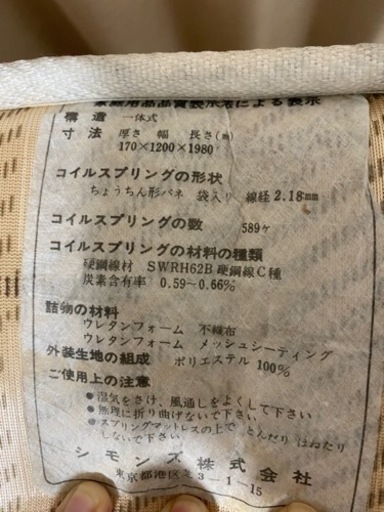 家庭用品品質表示法による表示
構造 一体式
寸法 厚さ 幅 長さ(㎜)
170×1200×1980
コイルスプリングの形状
ちょうちん形バネ 袋入り 線経 2.18mm
コイルスプリングの数 589ケ
コイルスプリングの材料の種類
硬鋼線材 SWRH62B 硬鋼線C種
炭素含有率 0.59~0.66%
詰物の材料
ウレタンフォーム 不織布
ウレタンフォーム メッシュシーティング
外装生地の組成 ポリエステル 100%
ご使用上の注意
●湿気をさけ、風通しをよくして下さい
●無理に折り曲げないで下さい
●スプリングマットレスの上で とんだり はねたり
しないで下さい
シモンズ株式会社
東京都港区芝3-1-15